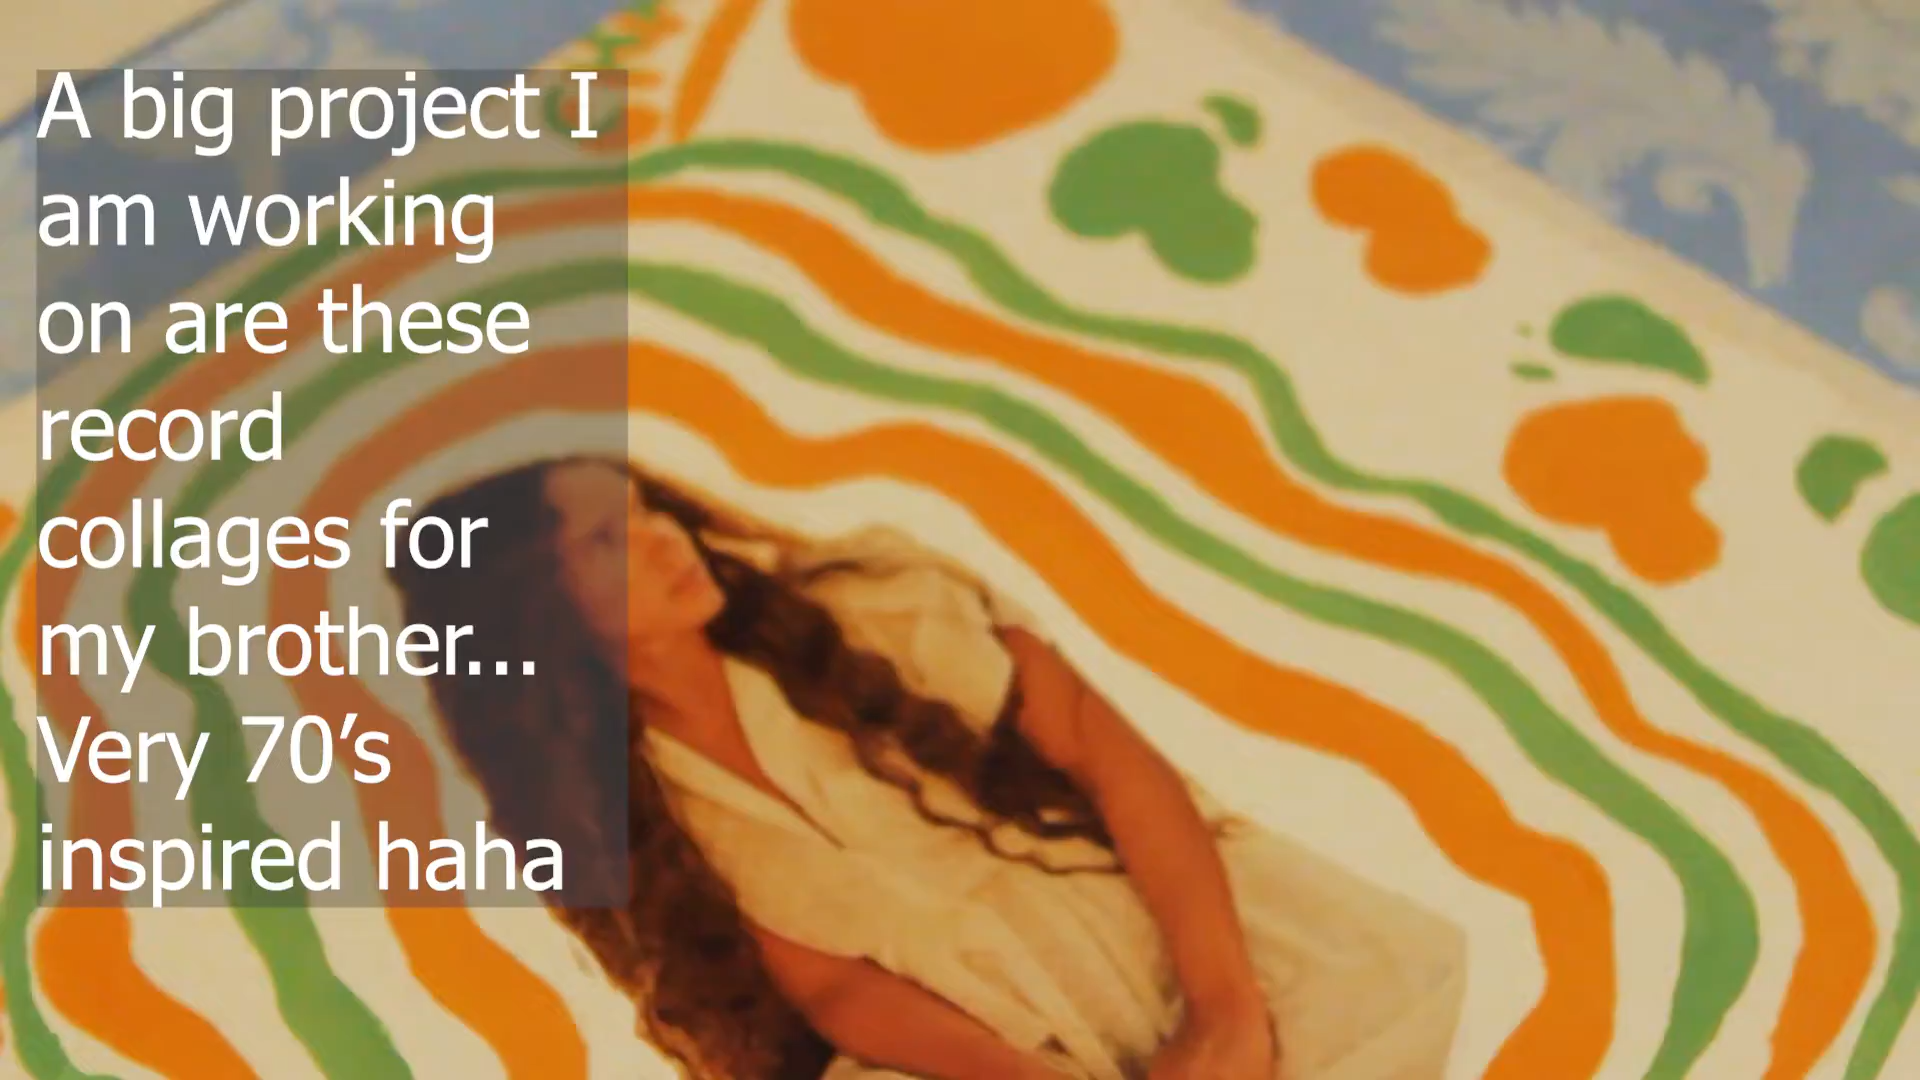 A big project I
am working
on are these
record
collages for
my brother...
Very 70’s
inspired haha